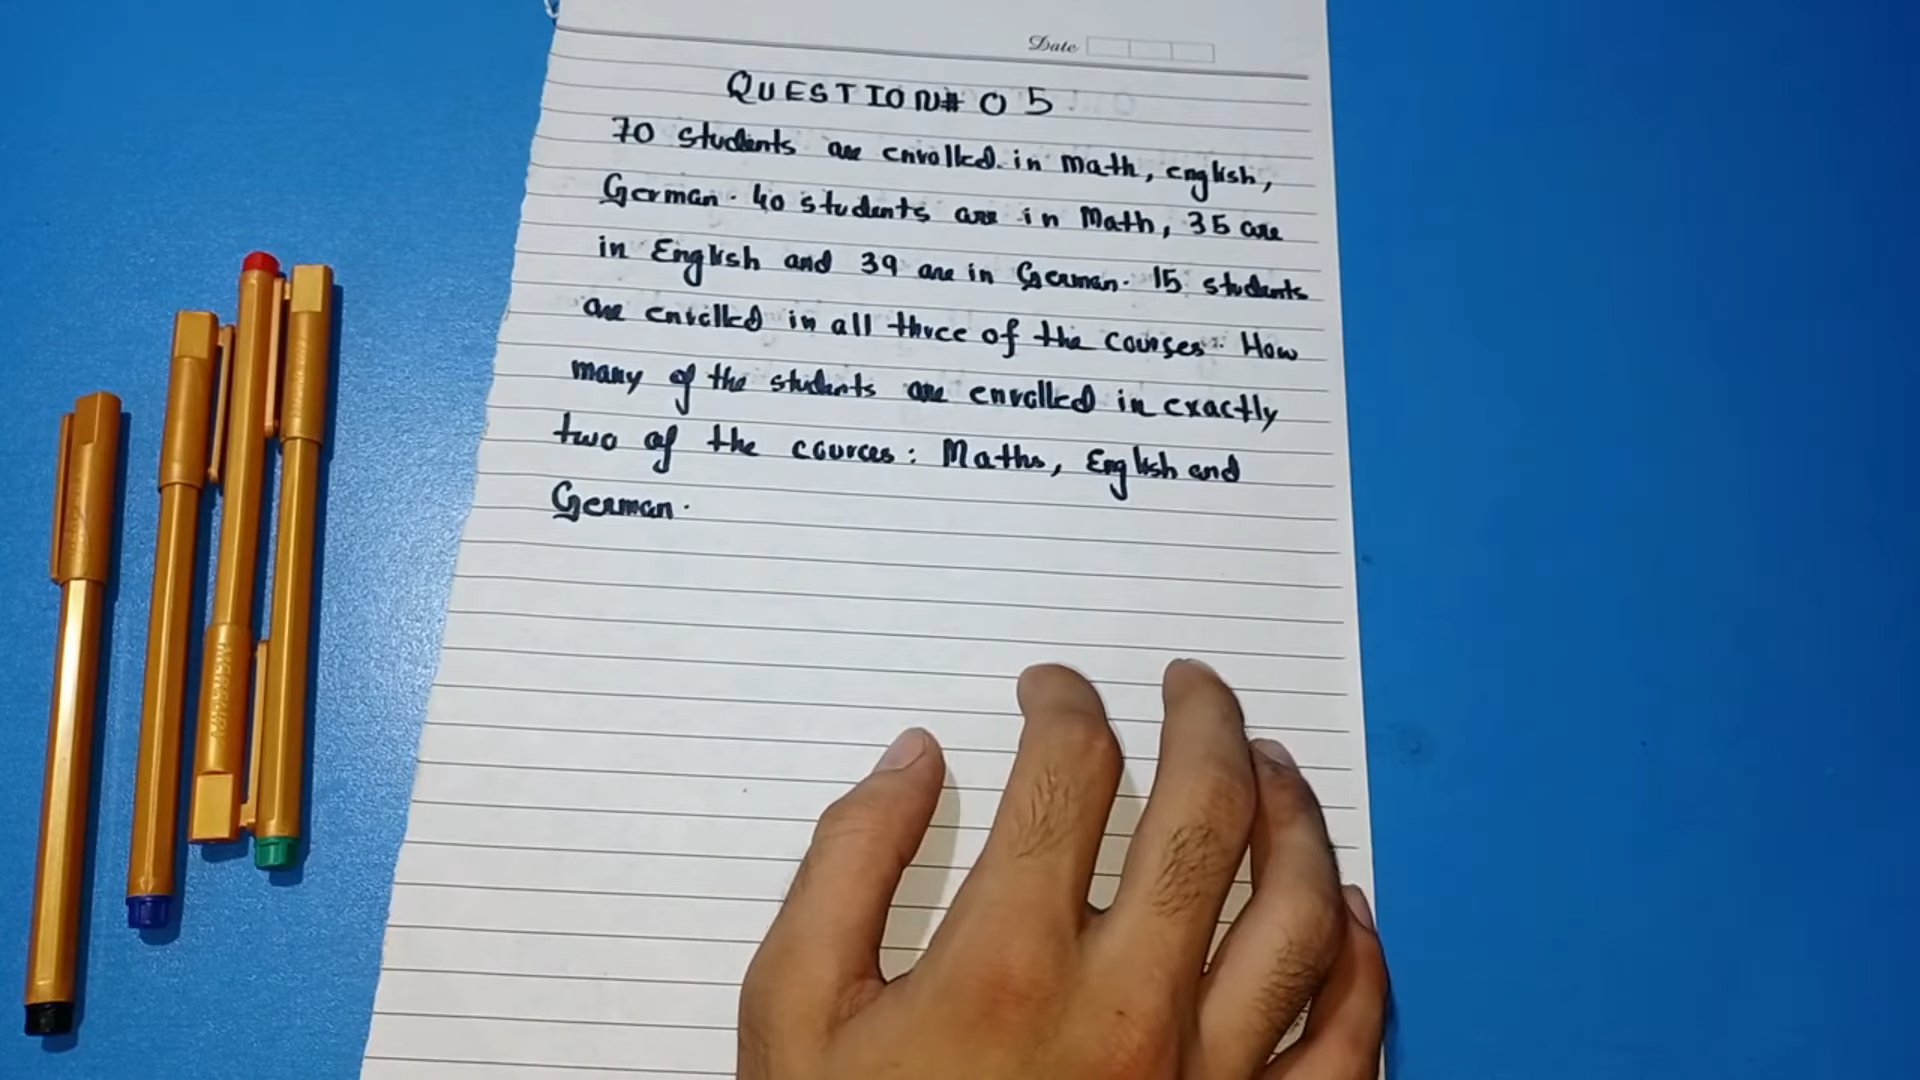 Date
QUESTION# 05
70 students are enrolled in math, english,
German. 40 students are in Math, 35 are
in English and 39 are in German. 15 students
are enrolled in all three of the courses. How
many of the students are enrolled in exactly
two of the cources: Maths, English and
German.